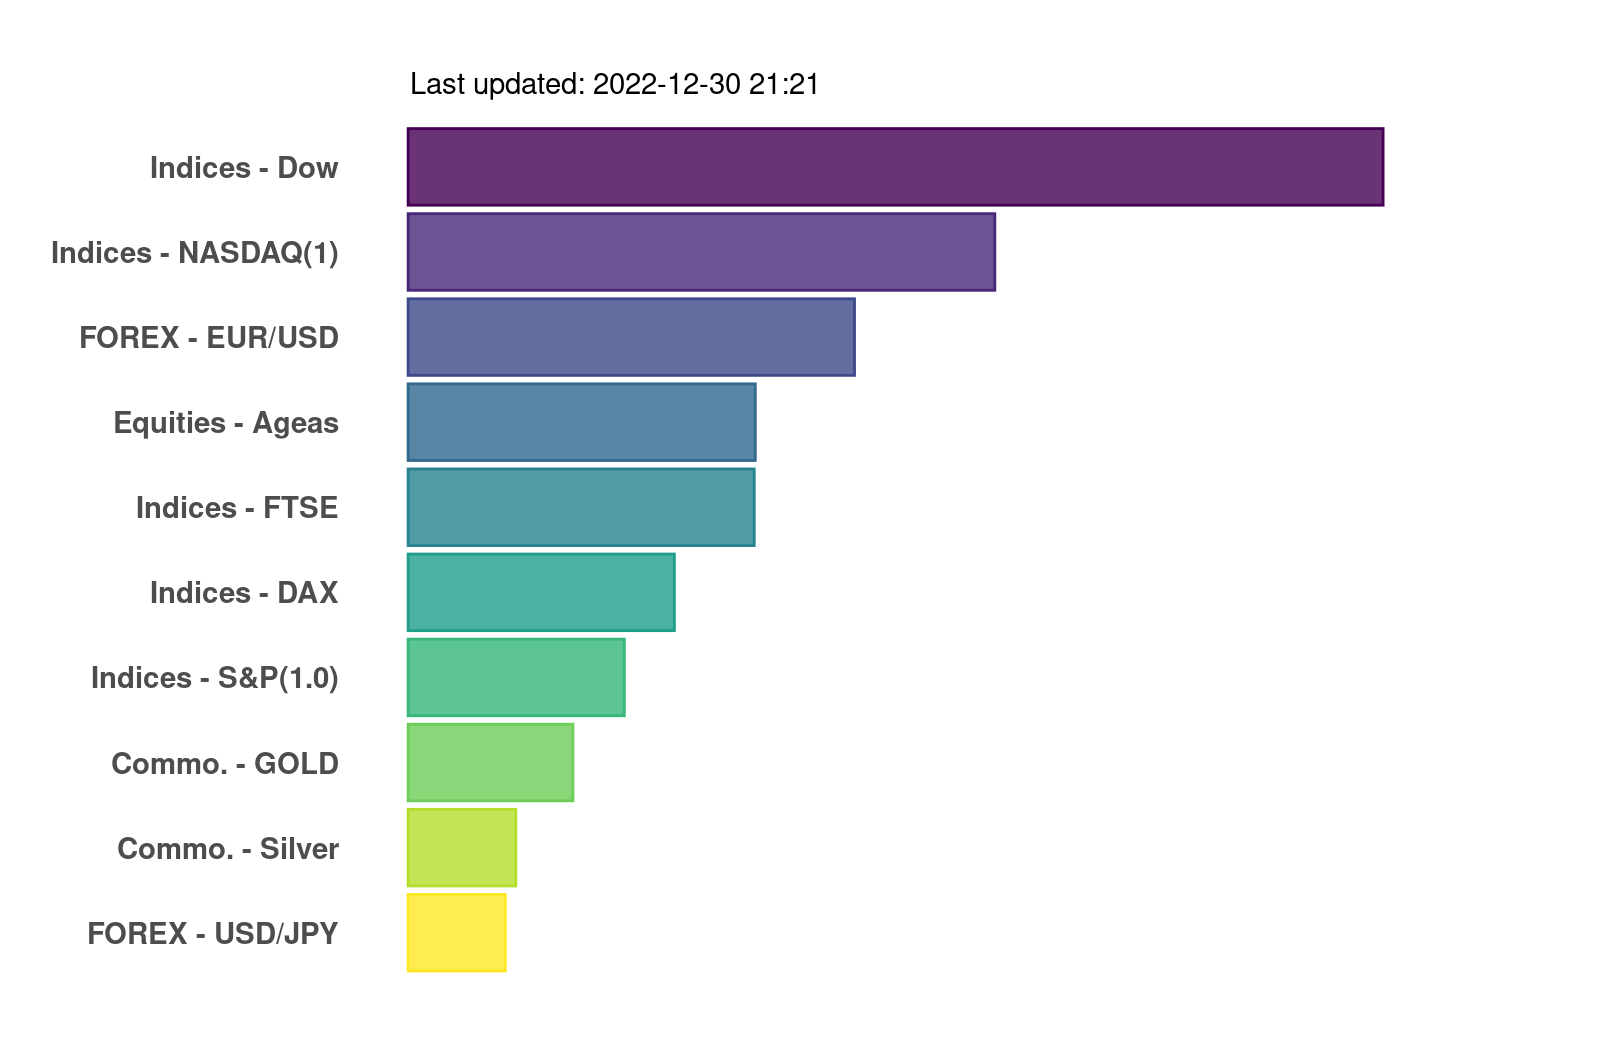 Last updated: 2022-12-30 21:21
Indices - Dow
Indices - NASDAQ(1)
FOREX - EUR/USD
Equities - Ageas
Indices - FTSE
Indices - DAX
Indices - S&P(1.0)
Commo. - GOLD
Commo. - Silver
FOREX - USD/JPY